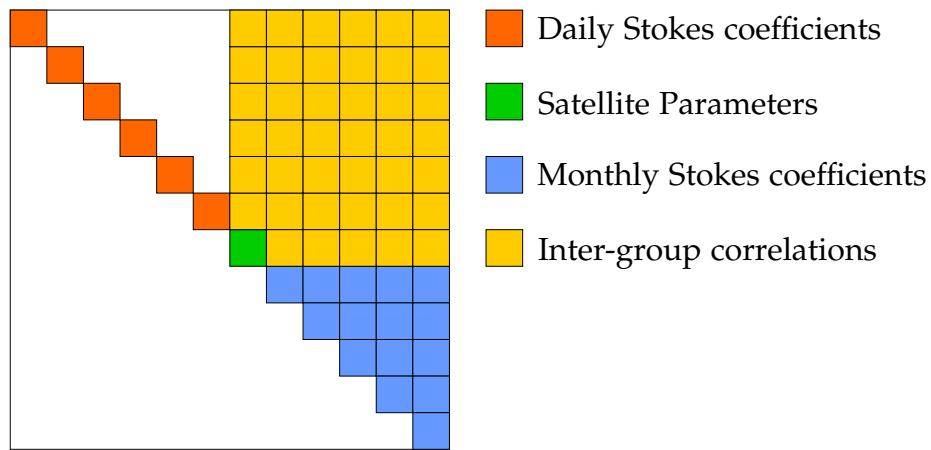 Daily Stokes coefficients
Satellite Parameters
Monthly Stokes coefficients
Inter-group correlations